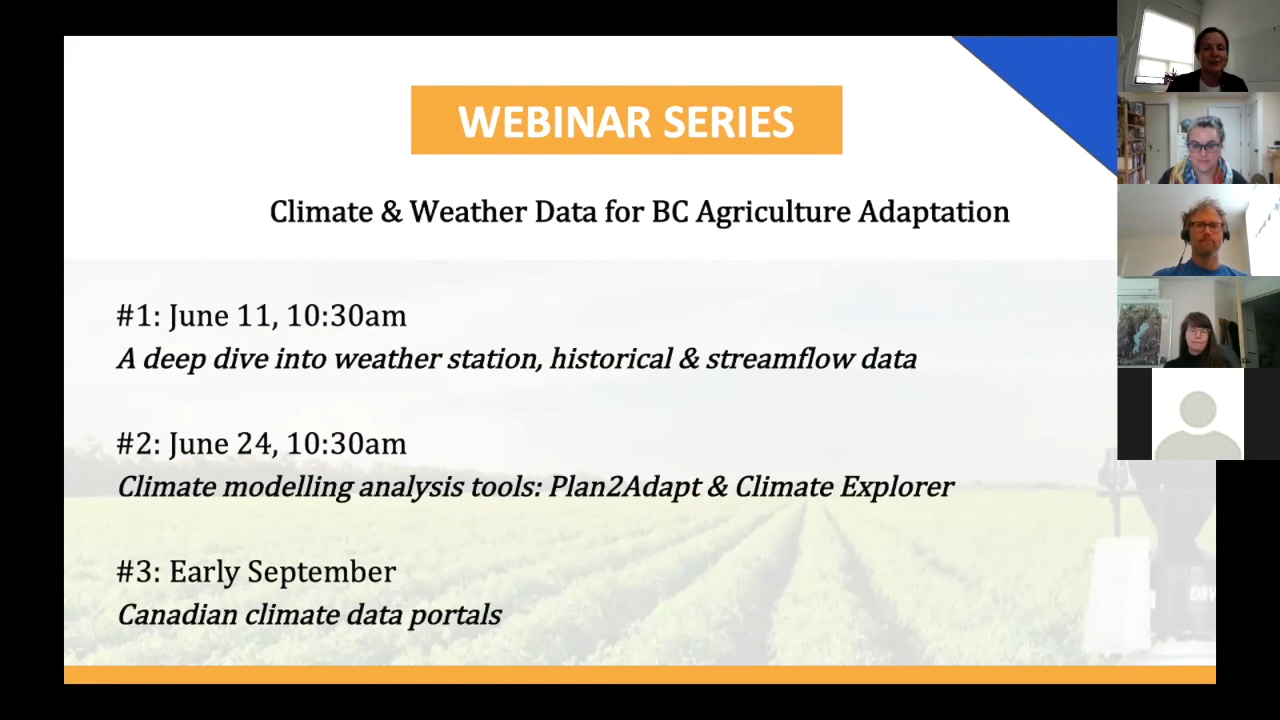 WEBINAR SERIES
Climate & Weather Data for BC Agriculture Adaptation
#1: June 11, 10:30am
A deep dive into weather station, historical & streamflow data
#2: June 24, 10:30am
Climate modelling analysis tools: Plan2Adapt & Climate Explorer
#3: Early September
Canadian climate data portals